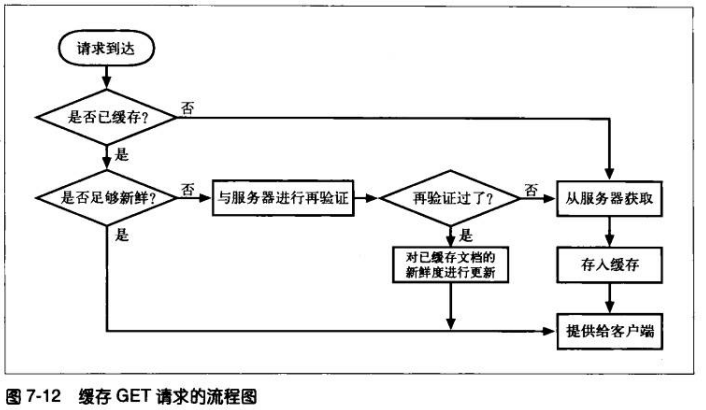 请求到达
是否已缓存?
否
是
是否足够新鲜?
否
与服务器进行再验证
再验证过了?
否
从服务器获取
是
是
对已缓存文档的
新鲜度进行更新
存入缓存
提供给客户端
图 7-12 缓存 GET 请求的流程图